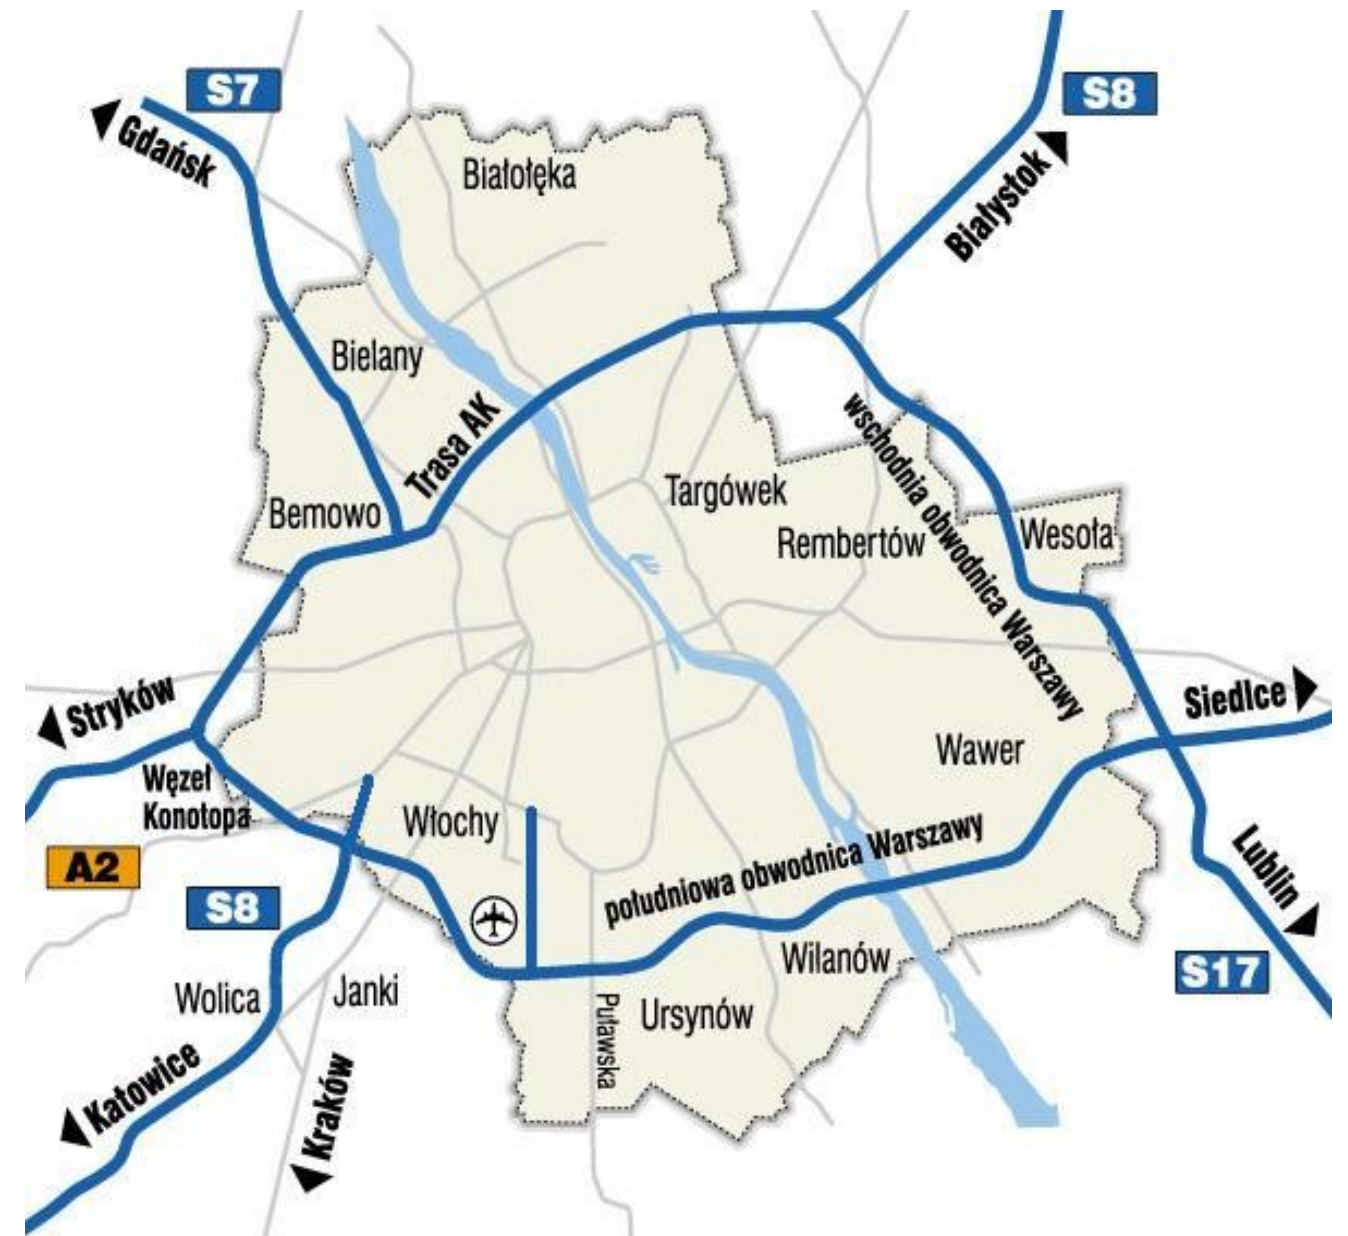 S7
S8
Gdańsk
Białołęka
Białystok
Bielany
Trasa AK
wschodnia obwodnica Warszawy
Targówek
Bemowo
Rembertów
Wesoła
Stryków
Siedlce
Wawer
Węzeł
Konotopa
Włochy
południowa obwodnica Warszawy
A2
Lublin
S8
Wilanów
S17
Wolica
Janki
Puławska
Ursynów
Katowice
Kraków